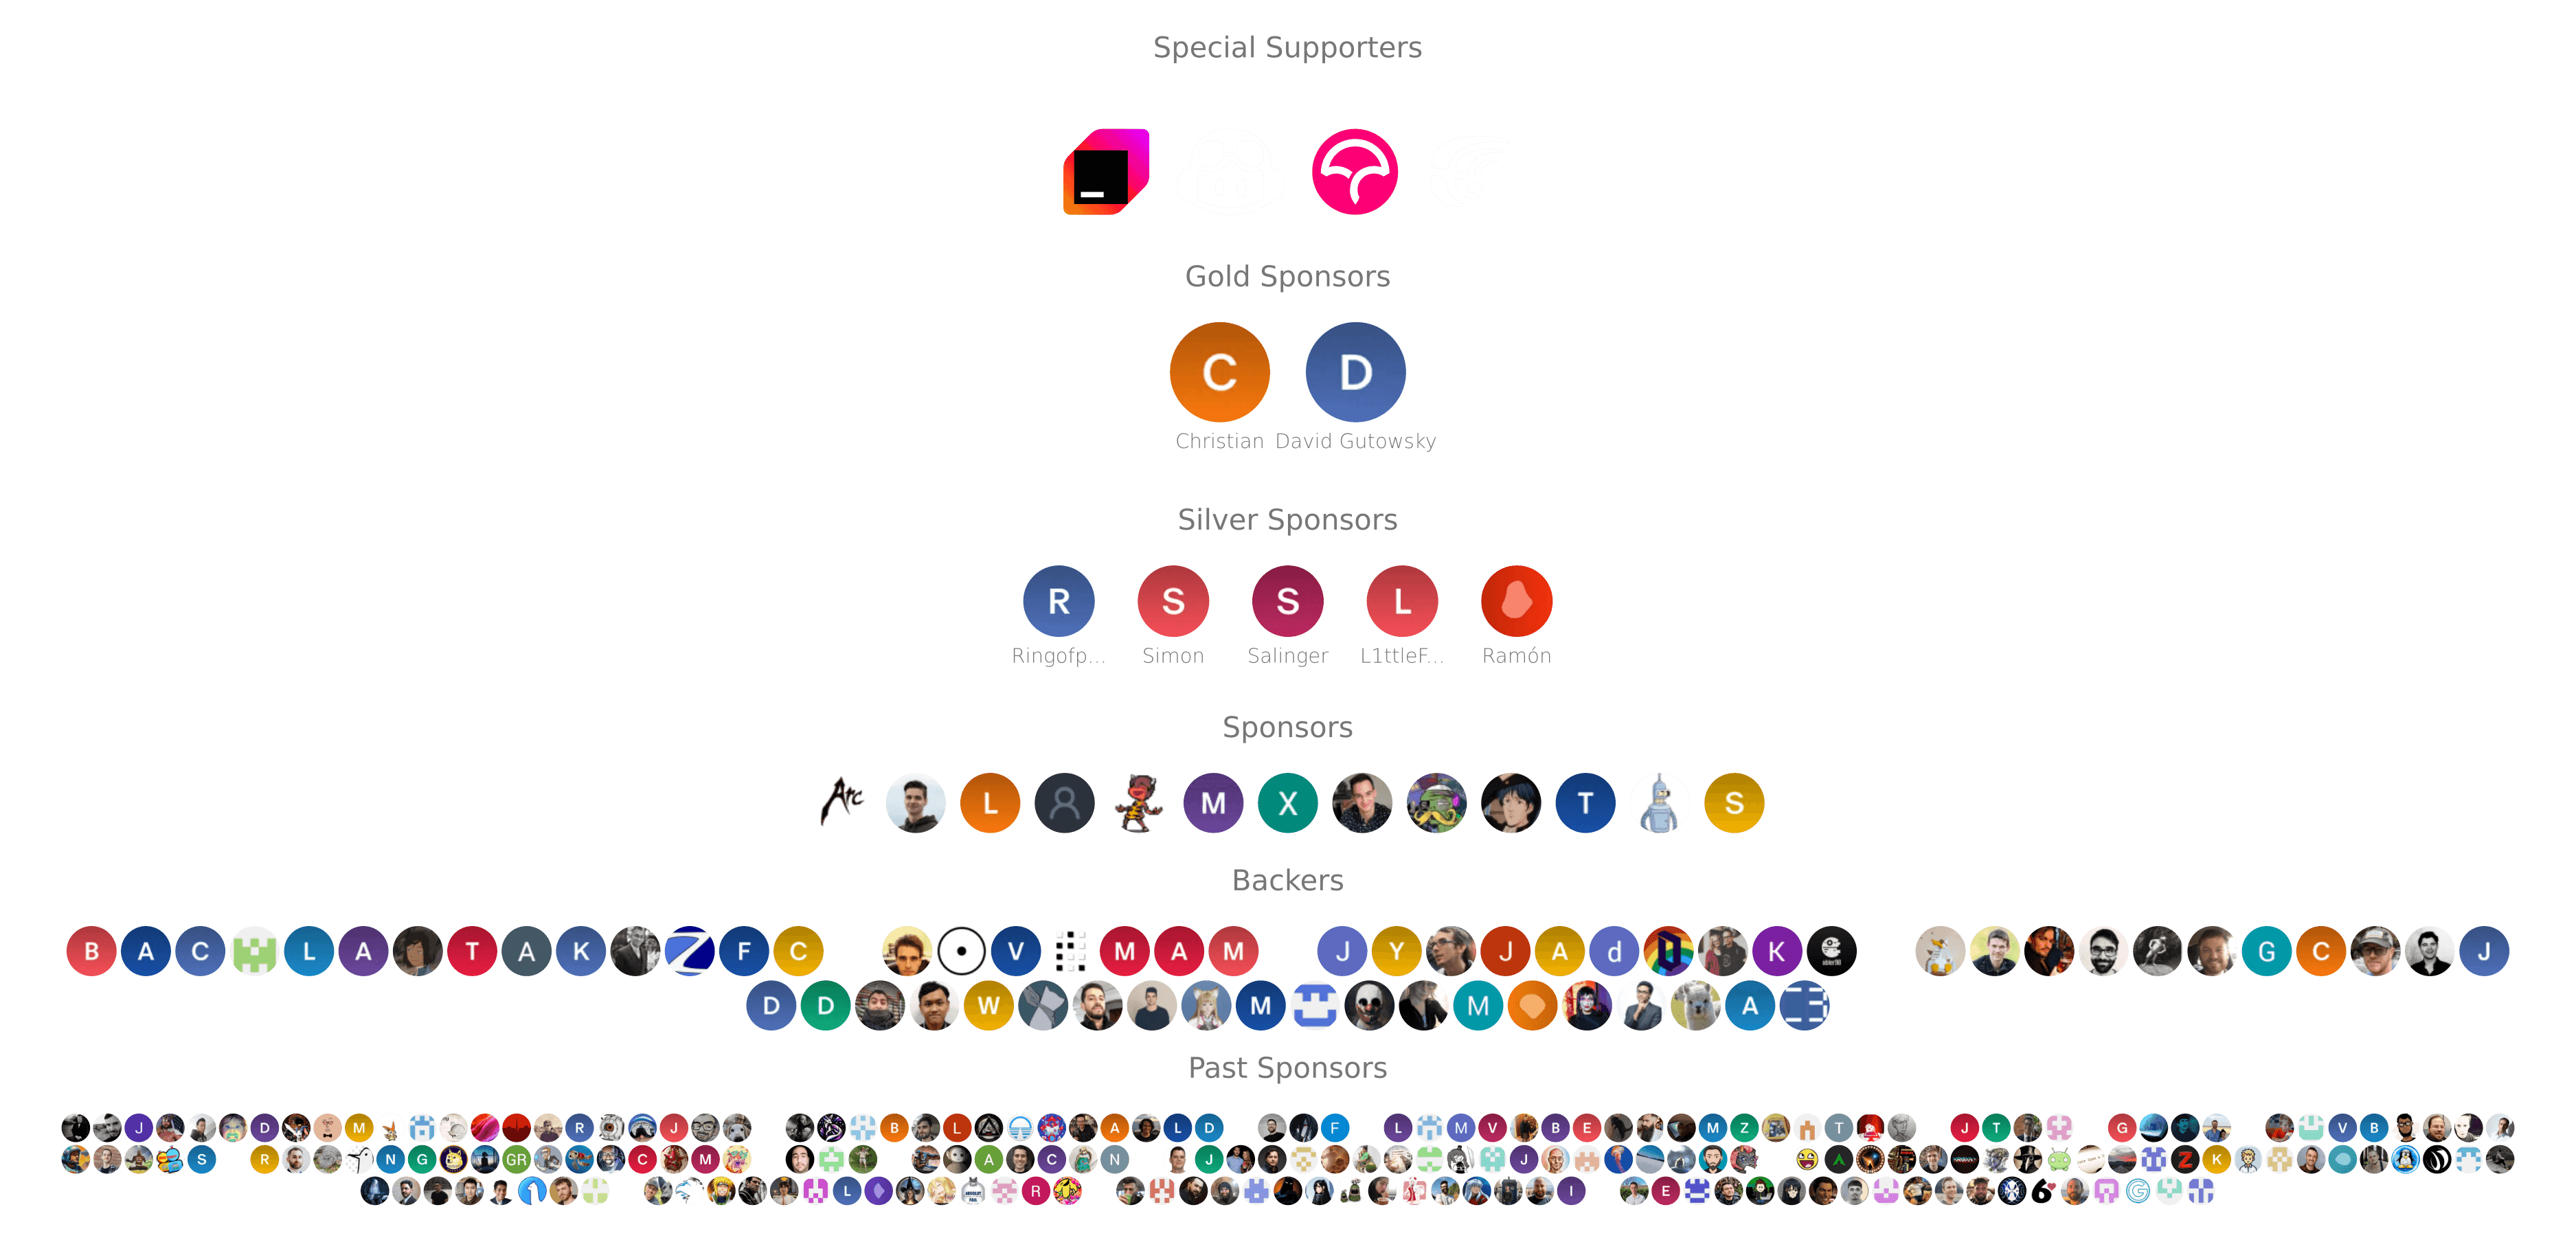 Special Supporters
Gold Sponsors
C D
Christian David Gutowsky
Silver Sponsors
R S S L
Ringofp... Simon Salinger L1ttleF... Ramón
Sponsors
Arc L M X T S
Backers
B A C L A T A K F C V M A M J Y J A d K G C J
D D W M M A
Past Sponsors
J D M R J B L A L D F L M V B E M Z T J T G V B
S R N G GR C M A C N J J Z K
L R I E